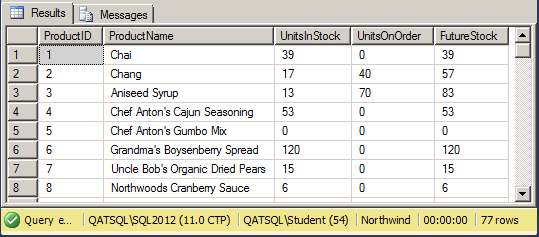 Results Messages
ProductID ProductName UnitsInStock UnitsOnOrder FutureStock
1 1 Chai 39 0 39
2 2 Chang 17 40 57
3 3 Aniseed Syrup 13 70 83
4 4 Chef Anton's Cajun Seasoning 53 0 53
5 5 Chef Anton's Gumbo Mix 0 0 0
6 6 Grandma's Boysenberry Spread 120 0 120
7 7 Uncle Bob's Organic Dried Pears 15 0 15
8 8 Northwoods Cranberry Sauce 6 0 6
Query e... QATSQL\SQL2012 (11.0 CTP) QATSQL\Student (54) Northwind 00:00:00 77 rows